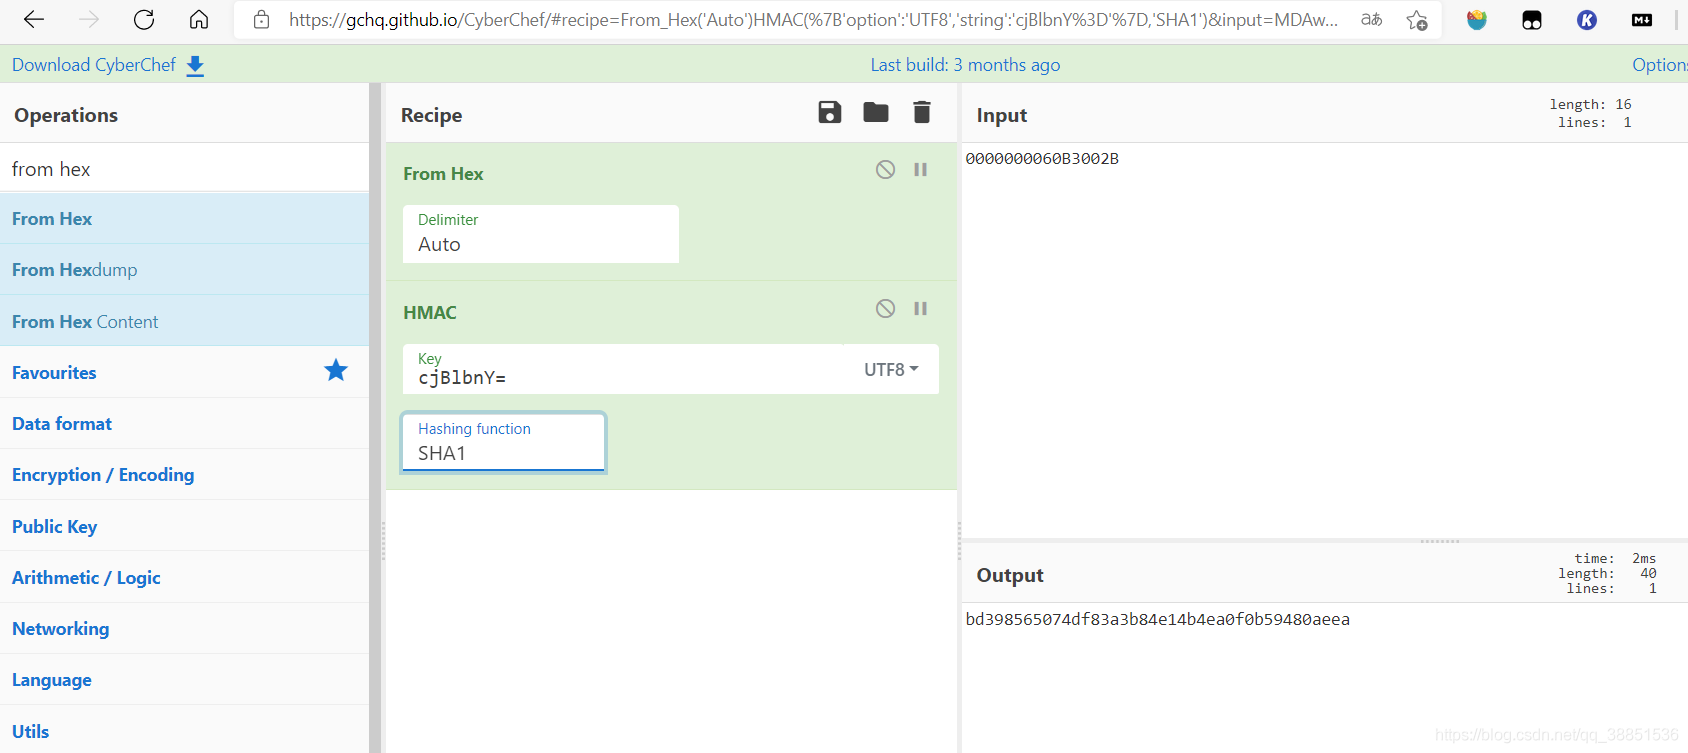 https://gchq.github.io/CyberChef/#recipe=From_Hex('Auto')HMAC(%7B'option':'UTF8','string':'cjBlbnY%3D'%7D,'SHA1')&input=MDAw...
aあ
K
M↓
Download CyberChef
Last build: 3 months ago
Options
Operations
from hex
From Hex
From Hexdump
From Hex Content
Favourites
Data format
Encryption / Encoding
Public Key
Arithmetic / Logic
Networking
Language
Utils
Recipe
From Hex
Delimiter
Auto
HMAC
Key
cjBlbnY=
UTF8
Hashing function
SHA1
Input
length: 16
lines: 1
0000000060B3002B
Output
time: 2ms
length: 40
lines: 1
bd398565074df83a3b84e14b4ea0f0b59480aeea
https://blog.csdn.net/qq_38851536